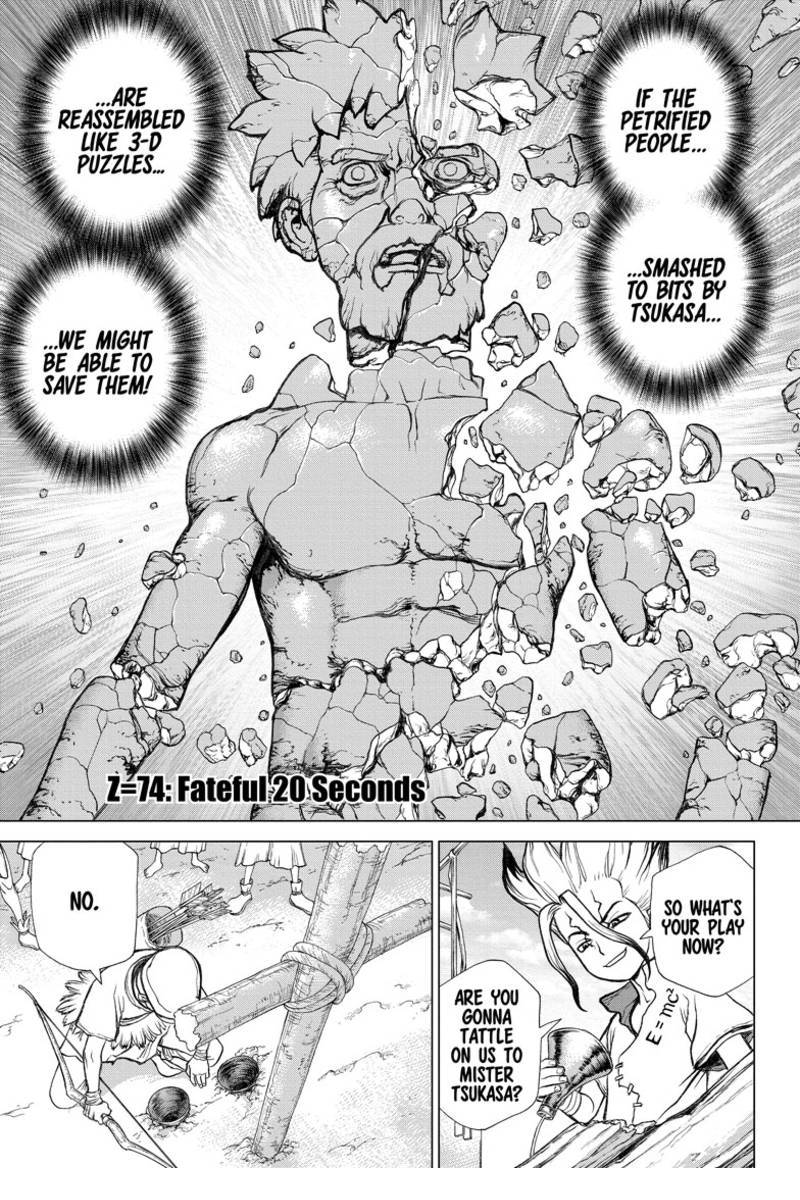 IF THE
PETRIFIED
PEOPLE...
...SMASHED
TO BITS BY
TSUKASA...
...ARE
REASSEMBLED
LIKE 3-D
PUZZLES...
...WE MIGHT
BE ABLE TO
SAVE THEM!
Z=74: Fateful 20 Seconds
SO WHAT'S
YOUR PLAY
NOW?
ARE YOU
GONNA
TATTLE
ON US TO
MISTER
TSUKASA?
E=mc²
NO.